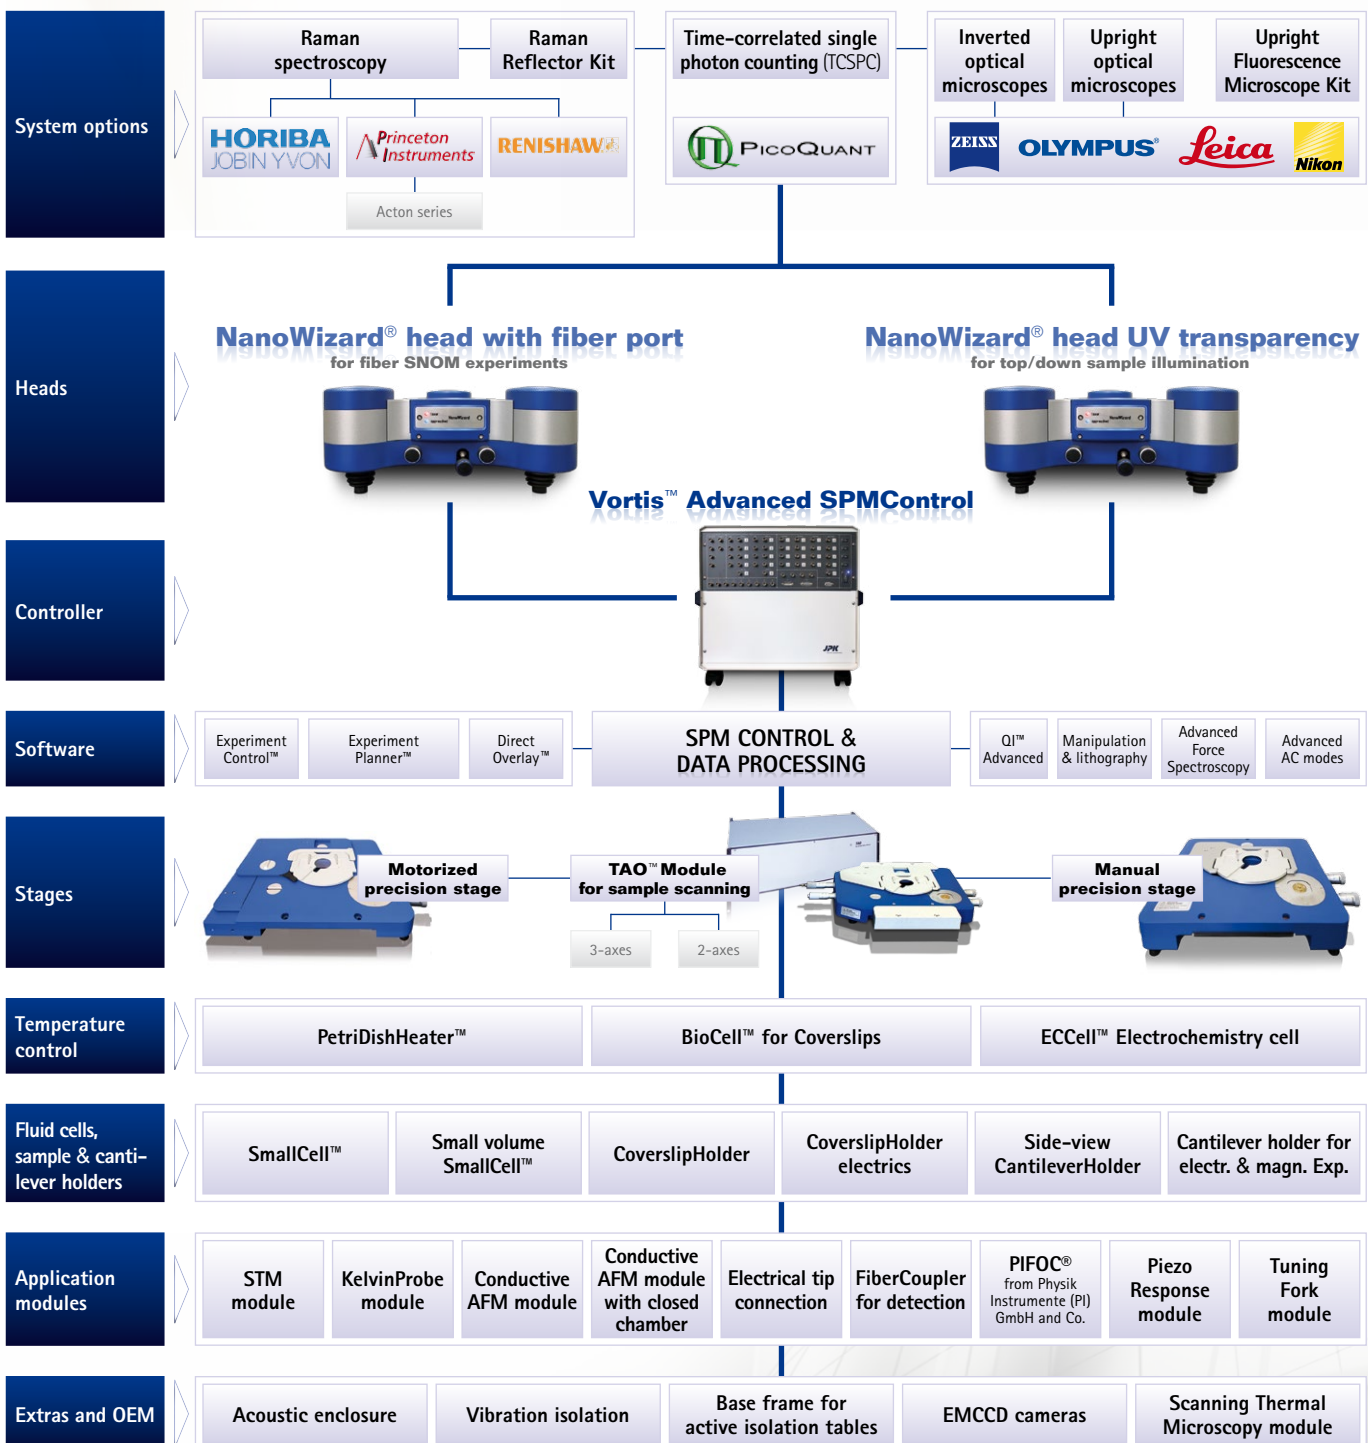 System options
Raman
spectroscopy
Raman
Reflector Kit
Time-correlated single
photon counting (TCSPC)
Inverted
optical
microscopes
Upright
optical
microscopes
Upright
Fluorescence
Microscope Kit
HORIBA
JOBIN YVON
Princeton
Instruments
RENISHAW
PICOQUANT
ZEISS
OLYMPUS®
Leica
Nikon
Acton series
Heads
NanoWizard® head with fiber port
for fiber SNOM experiments
NanoWizard® head UV transparency
for top/down sample illumination
Controller
Vortis™ Advanced SPMControl
JPK
Software
Experiment
Control™
Experiment
Planner™
Direct
Overlay™
SPM CONTROL &
DATA PROCESSING
QI™
Advanced
Manipulation
& lithography
Advanced
Force
Spectroscopy
Advanced
AC modes
Stages
Motorized
precision stage
TAO™ Module
for sample scanning
3-axes
2-axes
Manual
precision stage
Temperature
control
PetriDishHeater™
BioCell™ for Coverslips
ECCell™ Electrochemistry cell
Fluid cells,
sample & canti-
lever holders
SmallCell™
Small volume
SmallCell™
CoverslipHolder
CoverslipHolder
electrics
Side-view
CantileverHolder
Cantilever holder for
electr. & magn. Exp.
Application
modules
STM
module
KelvinProbe
module
Conductive
AFM module
Conductive
AFM module
with closed
chamber
Electrical tip
connection
FiberCoupler
for detection
PIFOC®
from Physik
Instrumente (PI)
GmbH and Co.
Piezo
Response
module
Tuning
Fork
module
Extras and OEM
Acoustic enclosure
Vibration isolation
Base frame for
active isolation tables
EMCCD cameras
Scanning Thermal
Microscopy module